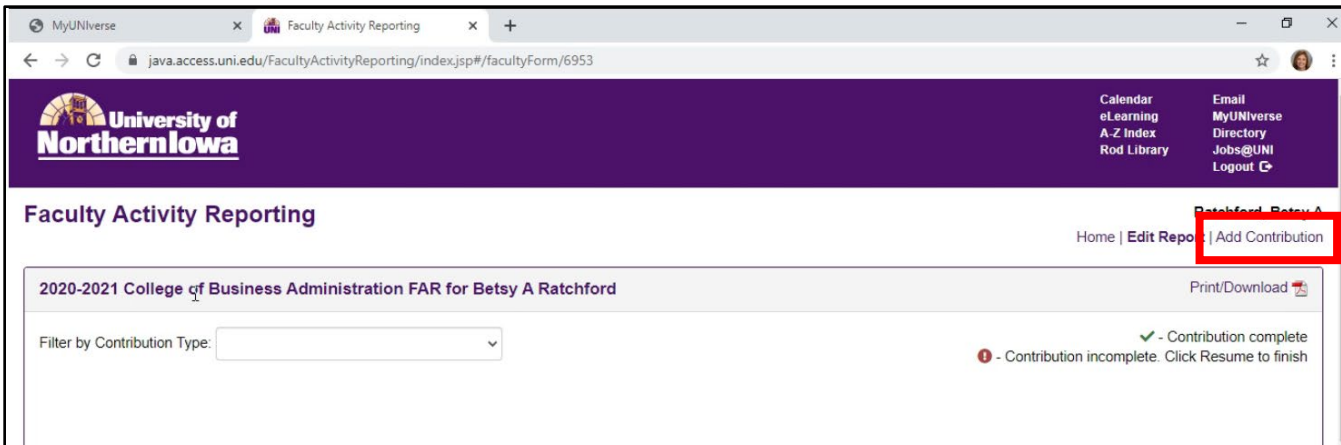 MyUNIverse
Faculty Activity Reporting
java.access.uni.edu/FacultyActivityReporting/index.jsp#/facultyForm/6953
UNI
University of
Northern Iowa
Calendar
eLearning
A-Z Index
Rod Library
Email
MyUNIverse
Directory
Jobs@UNI
Logout
Faculty Activity Reporting
Ratchford, Betsy A
Home | Edit Report | Add Contribution
2020-2021 College of Business Administration FAR for Betsy A Ratchford
Print/Download
Filter by Contribution Type:
- Contribution complete
- Contribution incomplete. Click Resume to finish